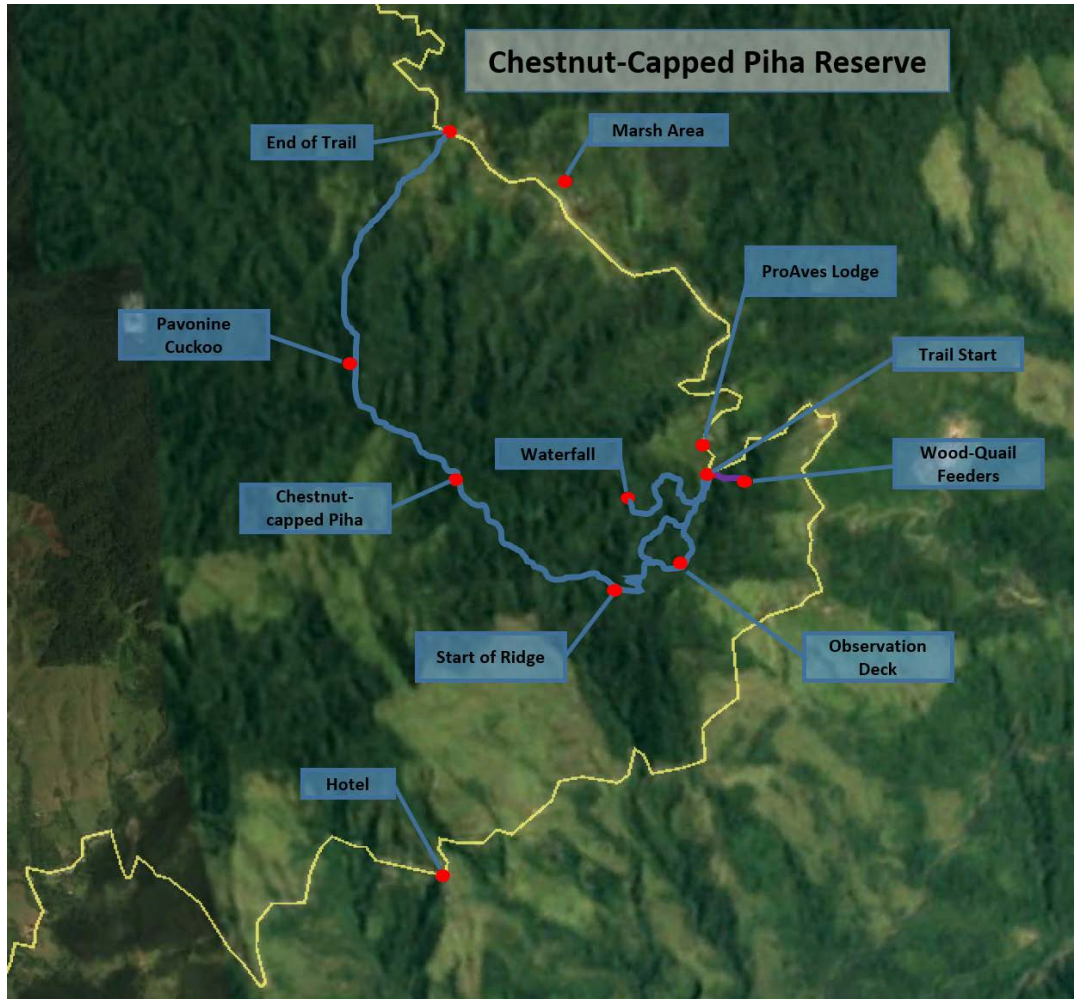 Chestnut-Capped Piha Reserve
End of Trail
Marsh Area
ProAves Lodge
Pavonine
Cuckoo
Trail Start
Waterfall
Wood-Quail
Feeders
Chestnut-
capped Piha
Start of Ridge
Observation
Deck
Hotel